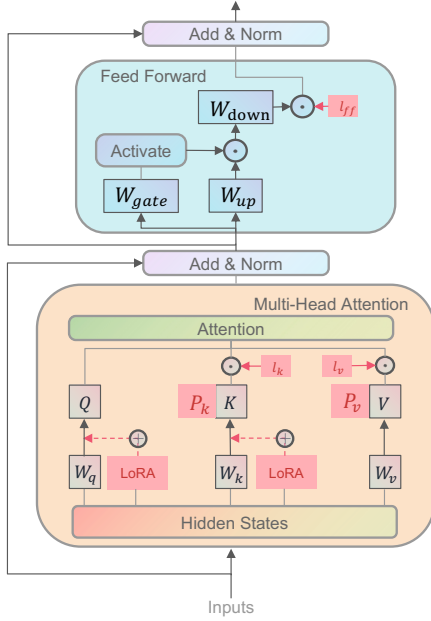 Add & Norm
Feed Forward
W_down
l_ff
Activate
W_gate
W_up
Add & Norm
Multi-Head Attention
Attention
l_k
l_v
Q
P_k
K
P_v
V
W_q
LoRA
W_k
LoRA
W_v
Hidden States
Inputs